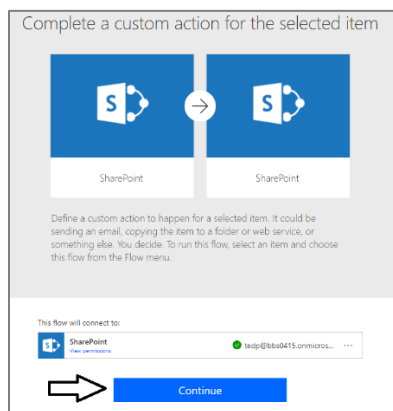 Complete a custom action for the selected item
S
S
SharePoint
SharePoint
Define a custom action to happen for a selected item. It could be
sending an email, copying the item to a folder or web service, or
something else. You decide. To run this flow, select an item and choose
this flow from the Flow menu.
This flow will connect to:
S
SharePoint
View permissions
tedp@bbs0415.onmicros...
Continue